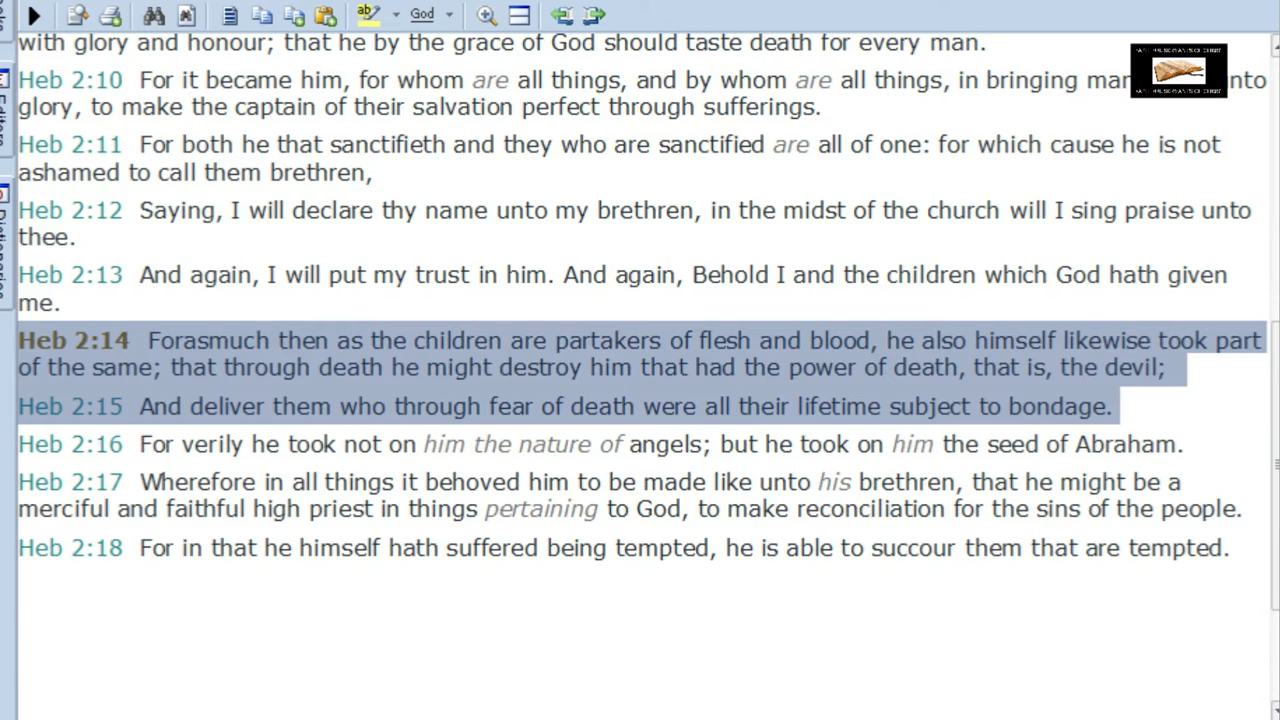 God
with glory and honour; that he by the grace of God should taste death for every man.
Heb 2:10 For it became him, for whom are all things, and by whom are all things, in bringing man nto
glory, to make the captain of their salvation perfect through sufferings.
Heb 2:11 For both he that sanctifieth and they who are sanctified are all of one: for which cause he is not
ashamed to call them brethren,
Heb 2:12 Saying, I will declare thy name unto my brethren, in the midst of the church will I sing praise unto
thee.
Heb 2:13 And again, I will put my trust in him. And again, Behold I and the children which God hath given
me.
Heb 2:14 Forasmuch then as the children are partakers of flesh and blood, he also himself likewise took part
of the same; that through death he might destroy him that had the power of death, that is, the devil;
Heb 2:15 And deliver them who through fear of death were all their lifetime subject to bondage.
Heb 2:16 For verily he took not on him the nature of angels; but he took on him the seed of Abraham.
Heb 2:17 Wherefore in all things it behoved him to be made like unto his brethren, that he might be a
merciful and faithful high priest in things pertaining to God, to make reconciliation for the sins of the people.
Heb 2:18 For in that he himself hath suffered being tempted, he is able to succour them that are tempted.
Editors
Dictionaries